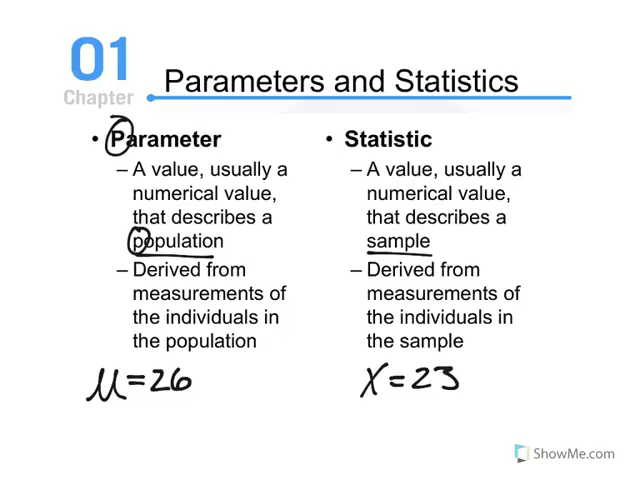 01
Chapter
Parameters and Statistics
• Parameter
– A value, usually a
numerical value,
that describes a
population
– Derived from
measurements of
the individuals in
the population
μ=26
• Statistic
– A value, usually a
numerical value,
that describes a
sample
– Derived from
measurements of
the individuals in
the sample
X=23
ShowMe.com